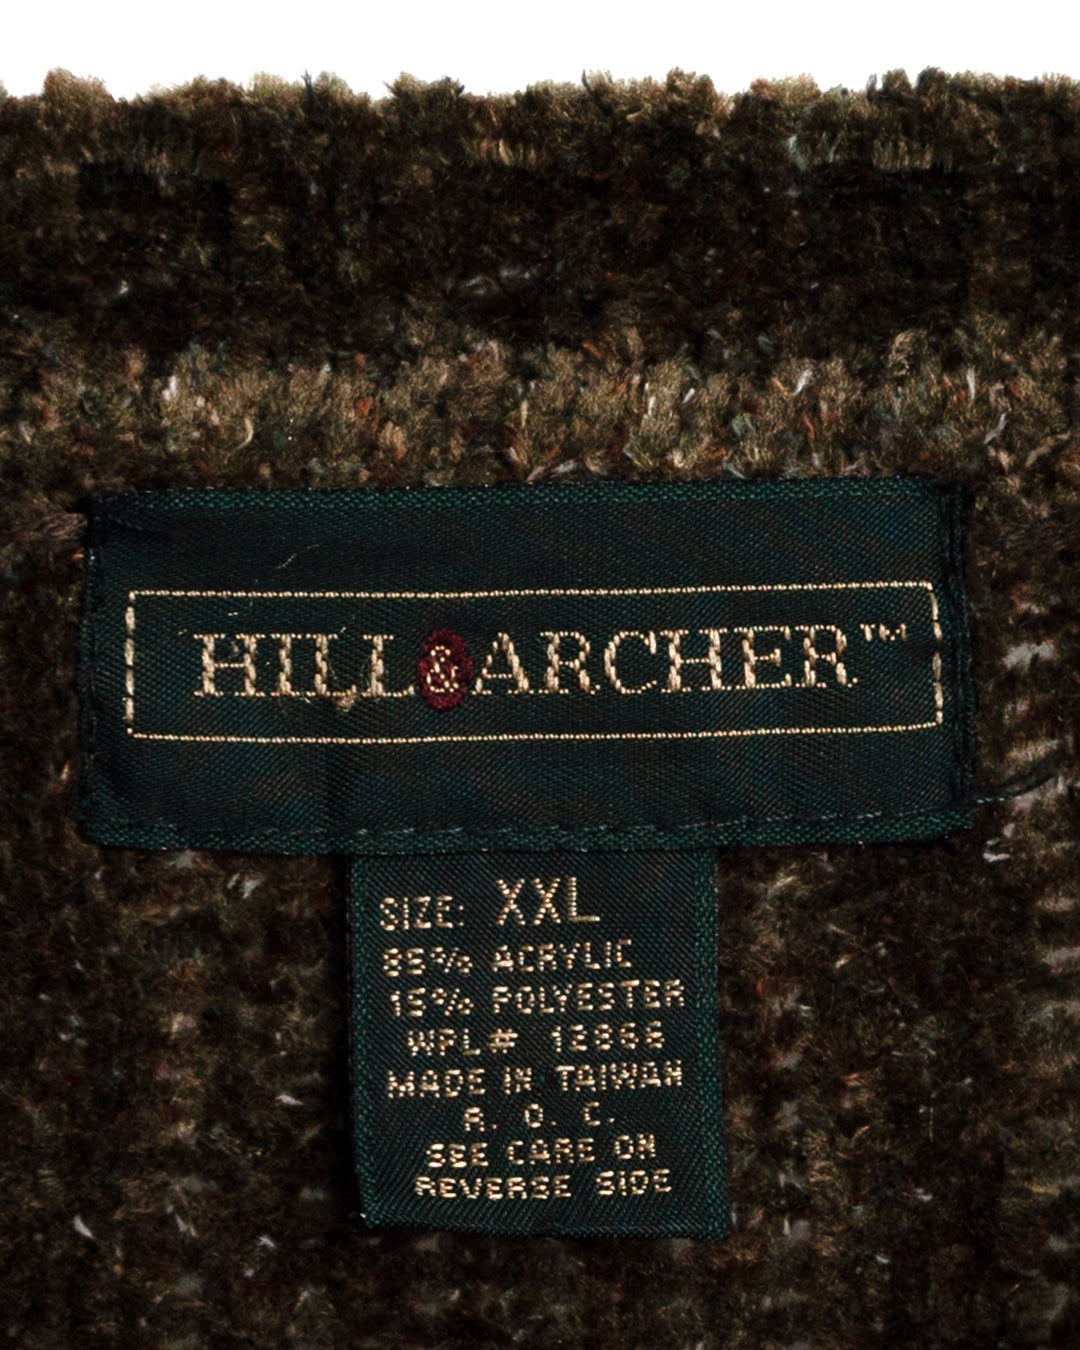 HILL & ARCHER™
SIZE: XXL
85% ACRYLIC
15% POLYESTER
WPL# 12866
MADE IN TAIWAN
R. O. C.
SEE CARE ON
REVERSE SIDE